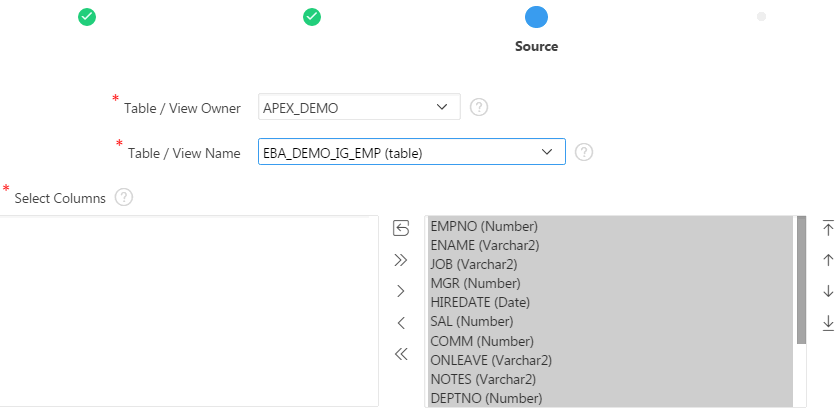 Source
* Table / View Owner APEX_DEMO ?
* Table / View Name EBA_DEMO_IG_EMP (table) ?
* Select Columns ?
EMPNO (Number)
ENAME (Varchar2)
JOB (Varchar2)
MGR (Number)
HIREDATE (Date)
SAL (Number)
COMM (Number)
ONLEAVE (Varchar2)
NOTES (Varchar2)
DEPTNO (Number)